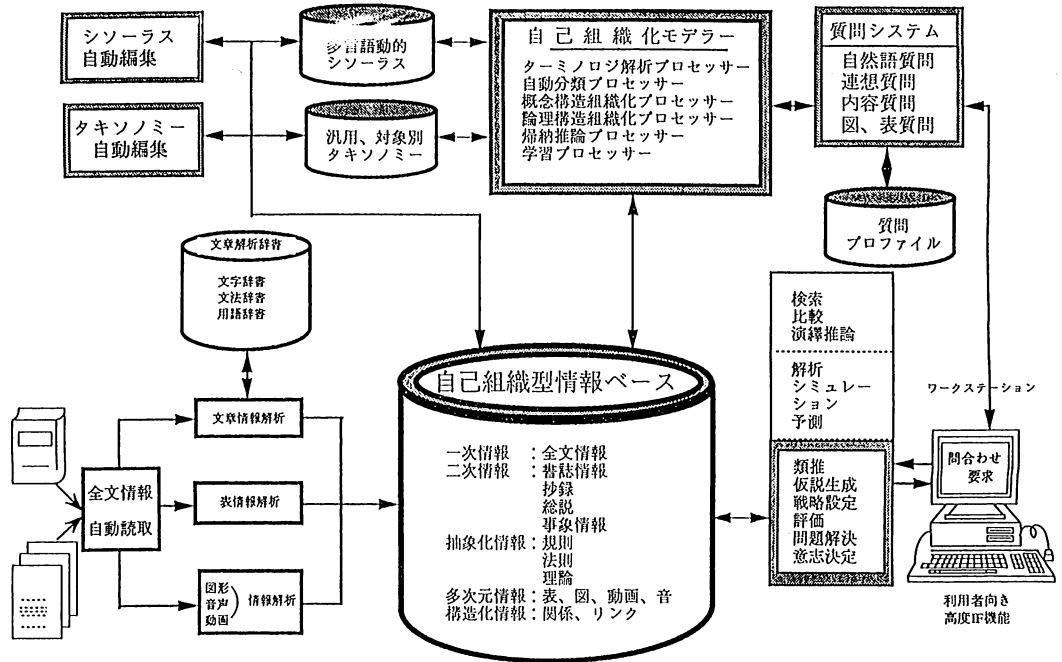 シソーラス
自動編集
多言語動的
シソーラス
自己組織化モデラー
ターミノロジ解析プロセッサー
自動分類プロセッサー
概念構造組織化プロセッサー
論理構造組織化プロセッサー
帰納推論プロセッサー
学習プロセッサー
質問システム
自然語質問
連想質問
内容質問
図、表質問
タキソノミー
自動編集
汎用、対象別
タキソノミー
質問
プロファイル
文章解析辞書
文字辞書
文法辞書
用語辞書
検索
比較
演繹推論
解析
シミュレー
ション
予測
類推
仮説生成
戦略設定
評価
問題解決
意志決定
ワークステーション
問合わせ
要求
利用者向き
高度IF機能
全文情報
自動読取
文章情報解析
表情報解析
図形
音声
動画
情報解析
自己組織型情報ベース
一次情報：全文情報
二次情報：書誌情報
抄録
総説
事象情報
抽象化情報：規則
法則
理論
多次元情報：表、図、動画、音
構造化情報：関係、リンク